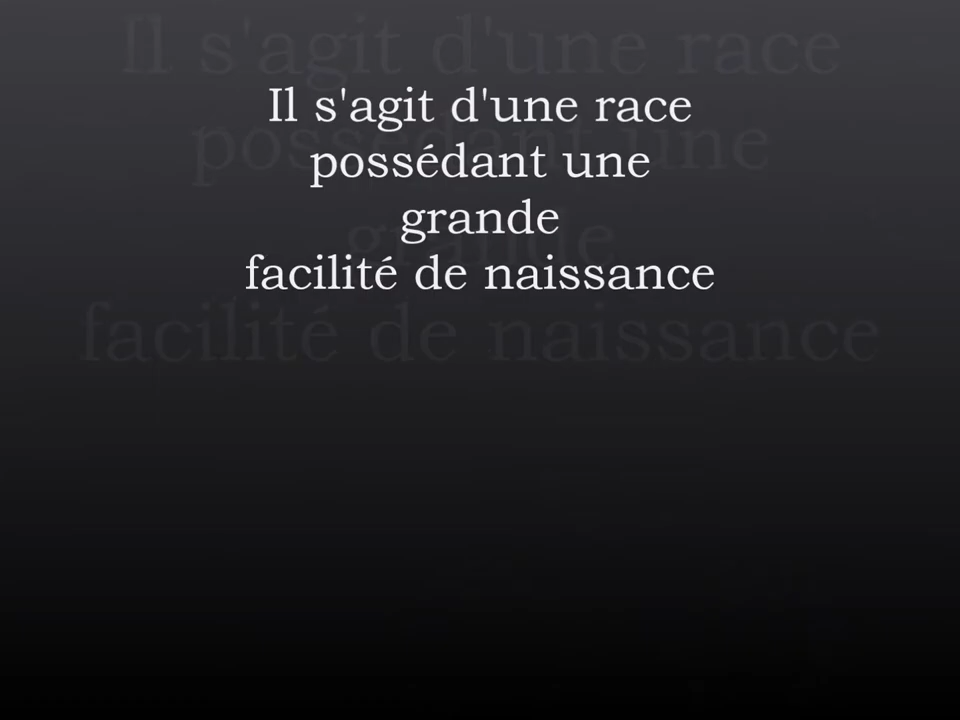 Il s'agit d'une race
possédant une
grande
facilité de naissance